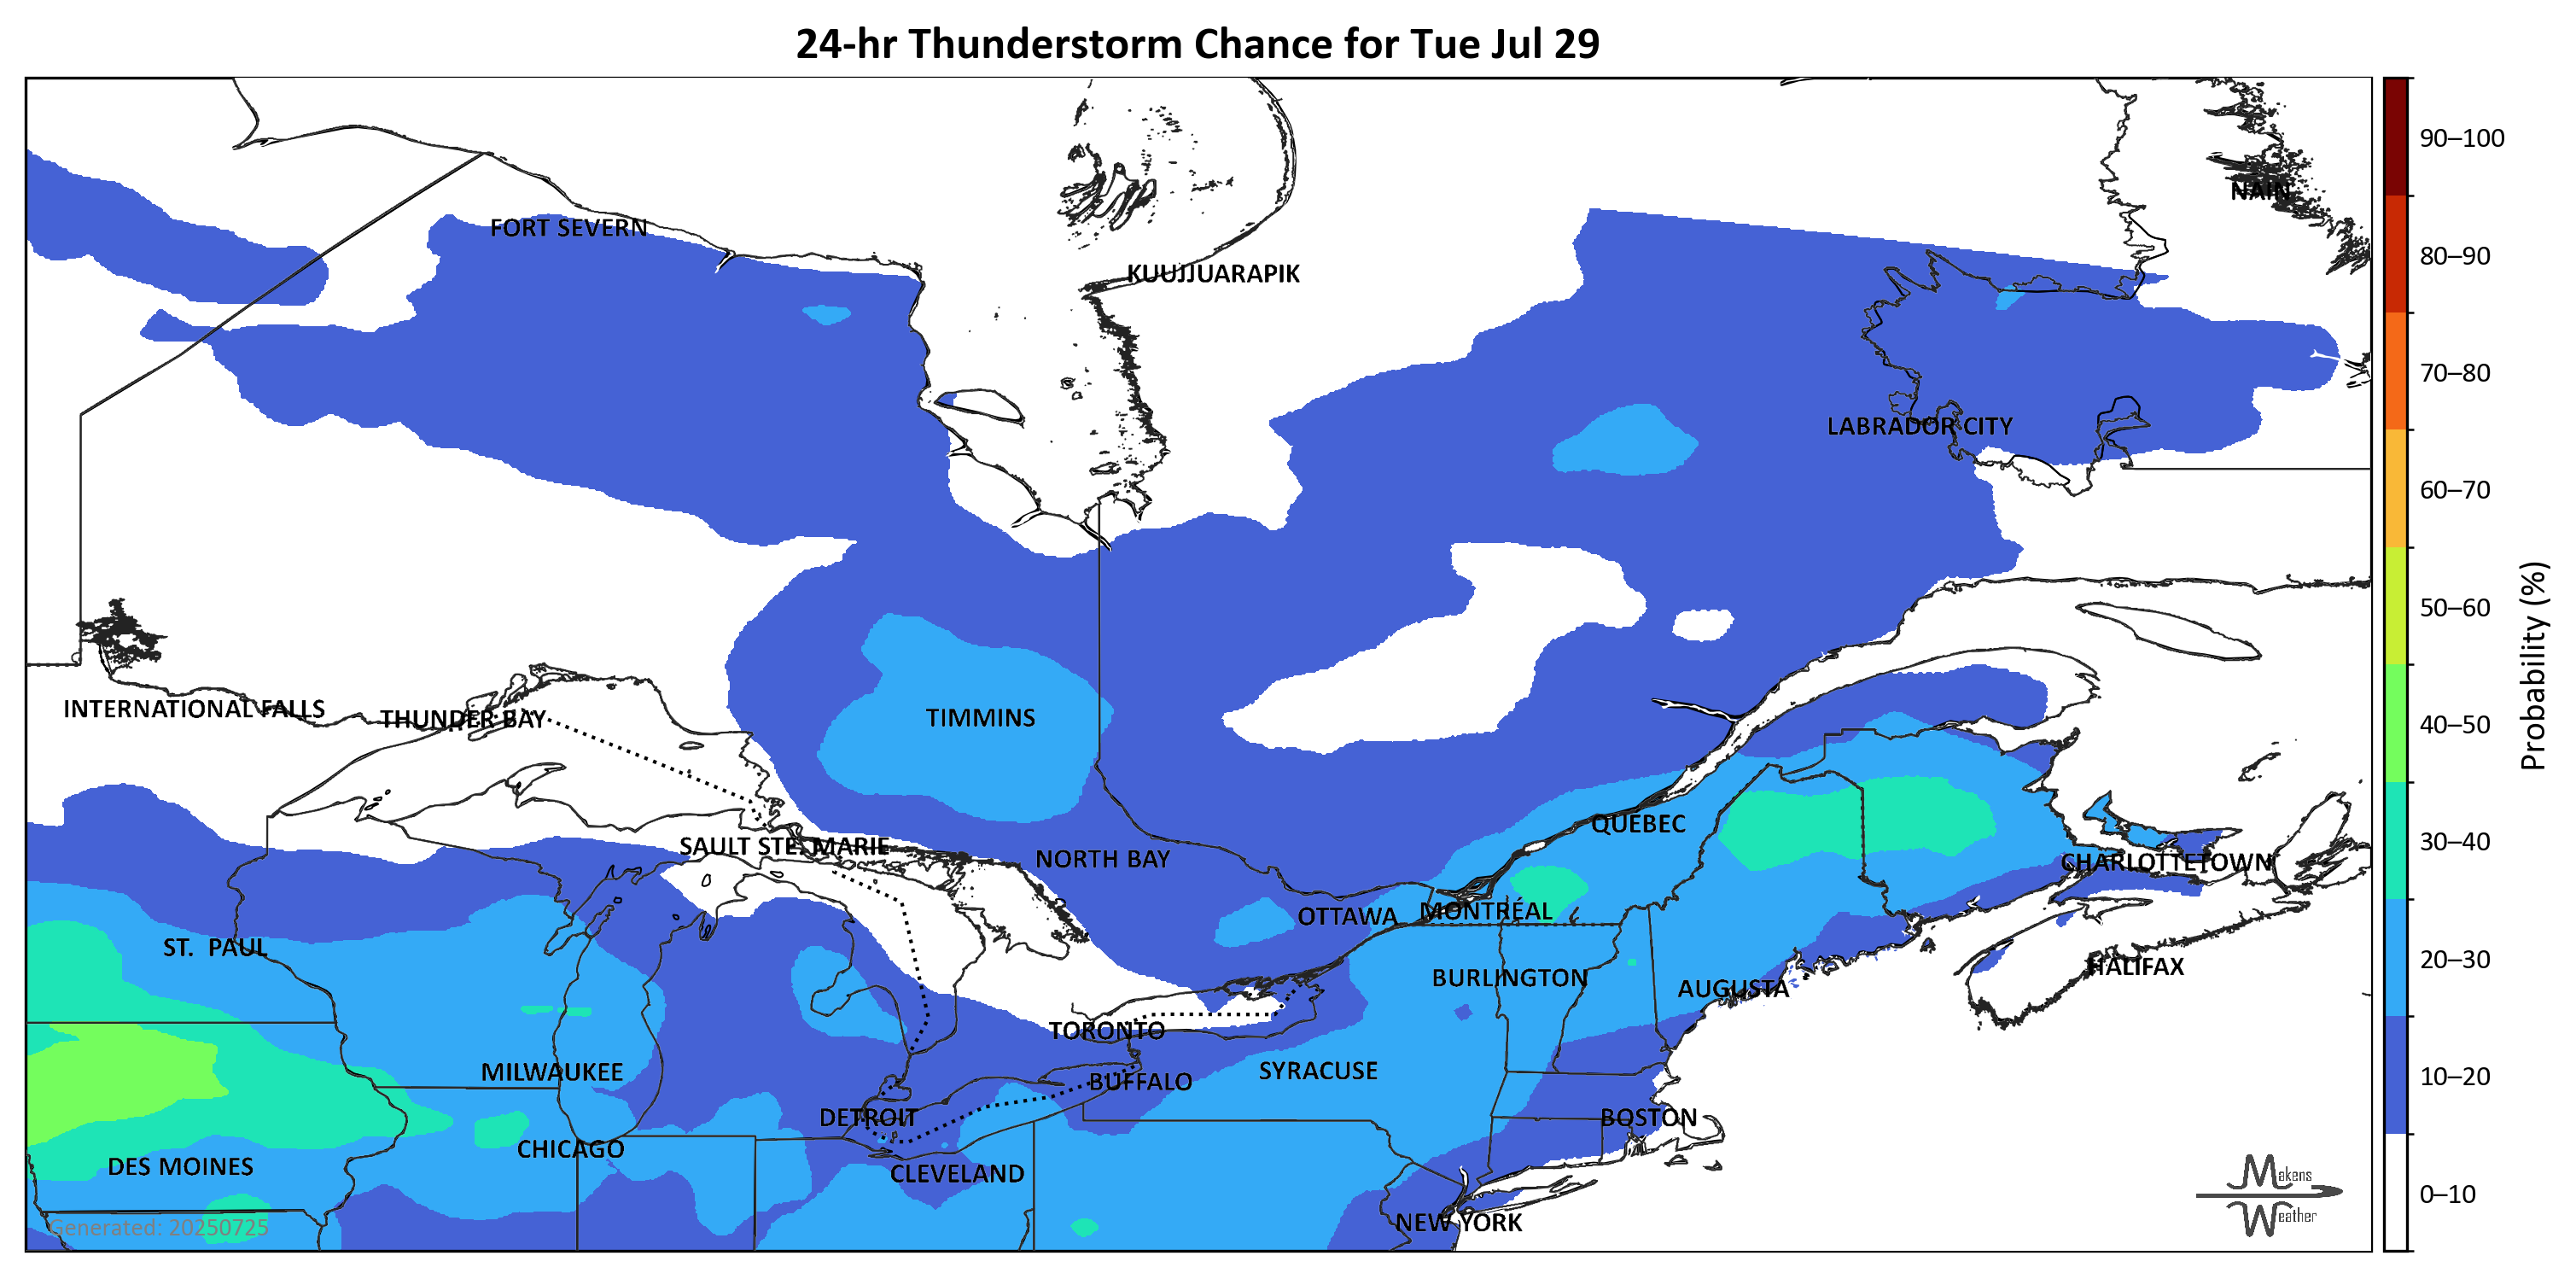 24-hr Thunderstorm Chance for Tue Jul 29
NAIN
FORT SEVERN
KUUJJUARAPIK
LABRADOR CITY
INTERNATIONAL FALLS
THUNDER BAY
TIMMINS
QUEBEC
SAULT STE. MARIE
NORTH BAY
CHARLOTTETOWN
OTTAWA
MONTRÉAL
ST. PAUL
BURLINGTON
AUGUSTA
HALIFAX
TORONTO
MILWAUKEE
BUFFALO
SYRACUSE
DETROIT
BOSTON
CHICAGO
DES MOINES
CLEVELAND
NEW YORK
Generated: 20250725
Makens
Weather
90–100
80–90
70–80
60–70
50–60
40–50
30–40
20–30
10–20
0–10
Probability (%)